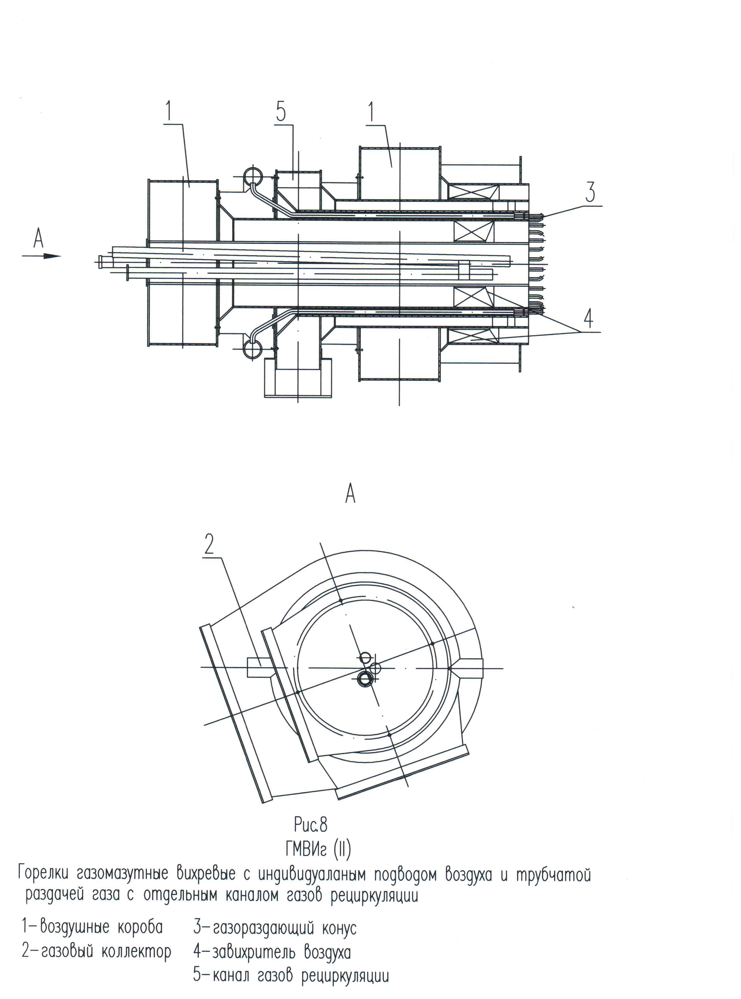 1 5 1
3
А
4
А
2
Рис.8
ГМВИг (II)
Горелки газомазутные вихревые с индивидуаланым подводом воздуха и трубчатой
раздачей газа с отдельным каналом газов рециркуляции
1–воздушные короба 3–газораздающий конус
2–газовый коллектор 4–завихритель воздуха
5–канал газов рециркуляции